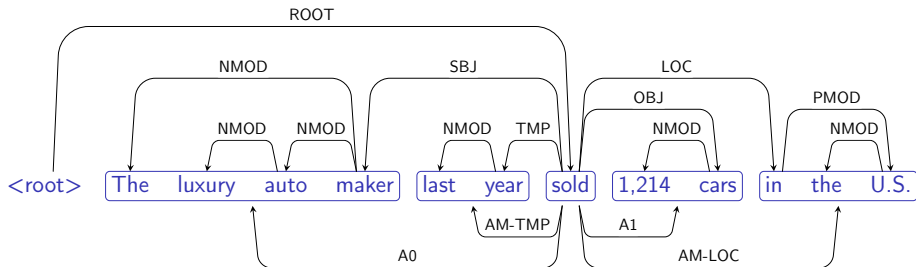 ROOT
NMOD SBJ LOC
OBJ PMOD
NMOD NMOD NMOD TMP NMOD NMOD
<root> The luxury auto maker last year sold 1,214 cars in the U.S.
AM-TMP A1
A0 AM-LOC